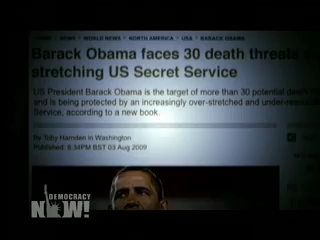 HOME > NEWS > WORLD NEWS > NORTH AMERICA > USA > BARACK OBAMA
Barack Obama faces 30 death threats
stretching US Secret Service
US President Barack Obama is the target of more than 30 potential death
and is being protected by an increasingly over-stretched and
Service, according to a new book.
By Toby Harnden in Washington
Published: 8:34PM BST 03 Aug 2009
DEMOCRACY
NOW!